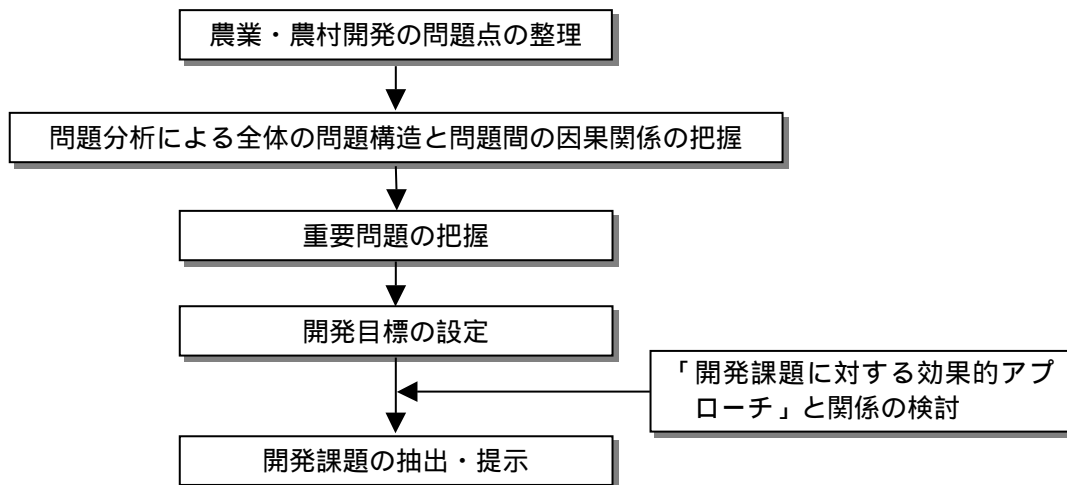 農業・農村開発の問題点の整理
問題分析による全体の問題構造と問題間の因果関係の把握
重要問題の把握
開発目標の設定
「開発課題に対する効果的アプ
ローチ」と関係の検討
開発課題の抽出・提示